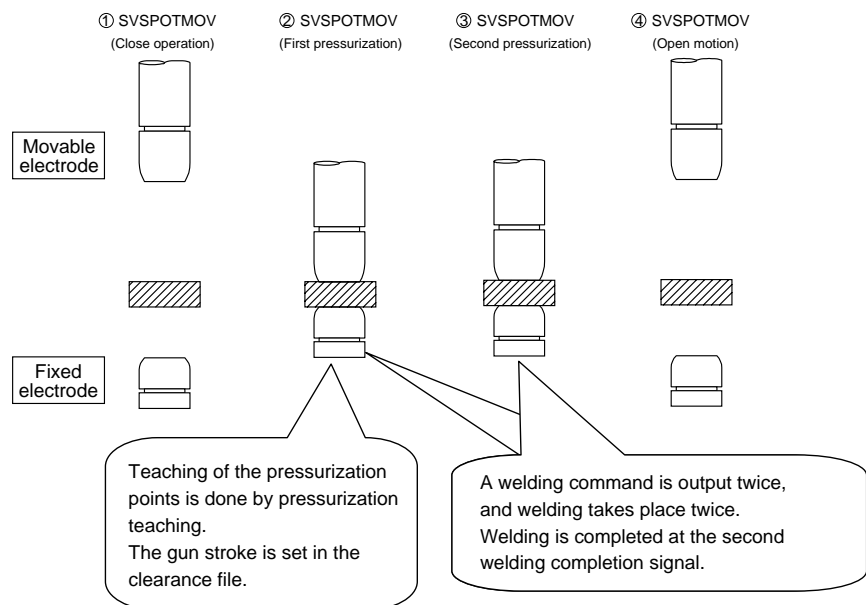 ① SVSPOTMOV
(Close operation)
② SVSPOTMOV
(First pressurization)
③ SVSPOTMOV
(Second pressurization)
④ SVSPOTMOV
(Open motion)
Movable
electrode
Fixed
electrode
Teaching of the pressurization
points is done by pressurization
teaching.
The gun stroke is set in the
clearance file.
A welding command is output twice,
and welding takes place twice.
Welding is completed at the second
welding completion signal.